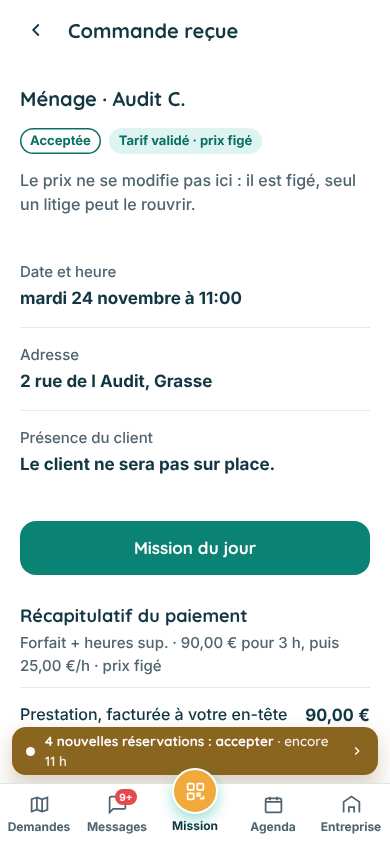 Commande reçue
Ménage · Audit C.
Acceptée
Tarif validé · prix figé
Le prix ne se modifie pas ici : il est figé, seul
un litige peut le rouvrir.
Date et heure
mardi 24 novembre à 11:00
Adresse
2 rue de l Audit, Grasse
Présence du client
Le client ne sera pas sur place.
Mission du jour
Récapitulatif du paiement
Forfait + heures sup. · 90,00 € pour 3 h, puis
25,00 €/h · prix figé
Prestation, facturée à votre en-tête 90,00 €
4 nouvelles réservations : accepter · encore
11 h
9+
Demandes Messages Mission Agenda Entreprise